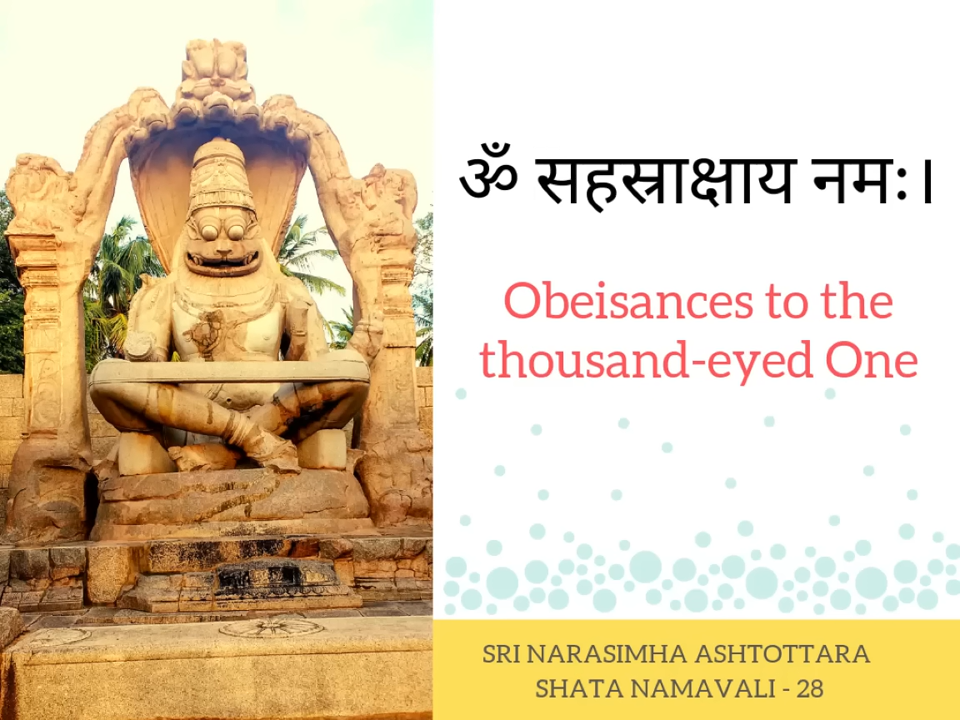 ॐ सहस्राक्षाय नमः।
Obeisances to the
thousand-eyed One
SRI NARASIMHA ASHTOTTARA
SHATA NAMAVALI - 28